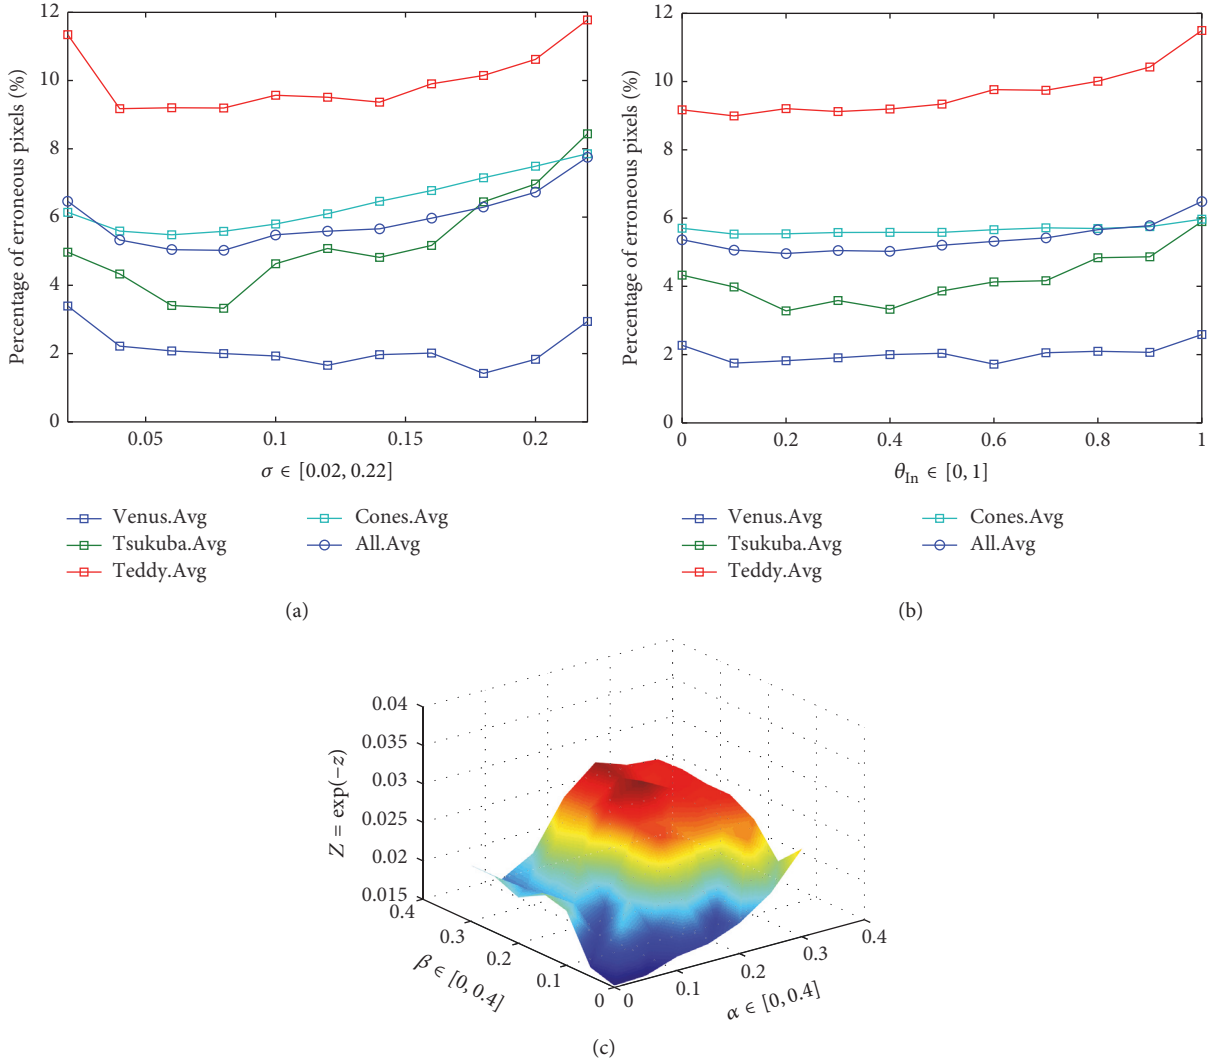 12
10
8
6
4
2
0
Percentage of erroneous pixels (%)
0.05
0.1
0.15
0.2
σ ∈ [0.02, 0.22]
Venus.Avg
Tsukuba.Avg
Teddy.Avg
Cones.Avg
All.Avg
(a)
12
10
8
6
4
2
0
Percentage of erroneous pixels (%)
0
0.2
0.4
0.6
0.8
1
θ_In ∈ [0, 1]
Venus.Avg
Tsukuba.Avg
Teddy.Avg
Cones.Avg
All.Avg
(b)
0.04
0.035
0.03
0.025
0.02
0.015
Z = exp(−z)
0.4
0.3
0.2
0.1
0
β ∈ [0, 0.4]
0
0.1
0.2
0.3
0.4
α ∈ [0, 0.4]
(c)